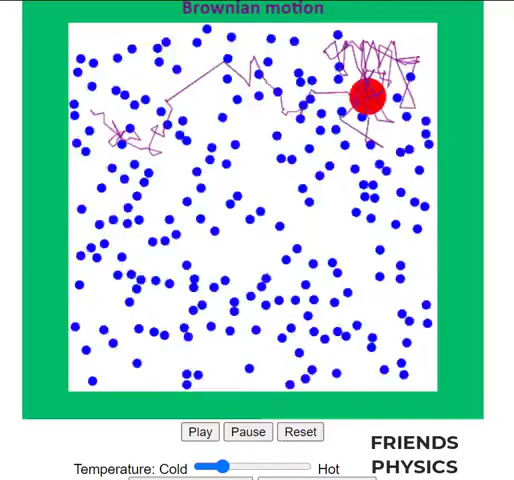 Brownian motion
Play Pause Reset
FRIENDS
Temperature: Cold Hot
PHYSICS